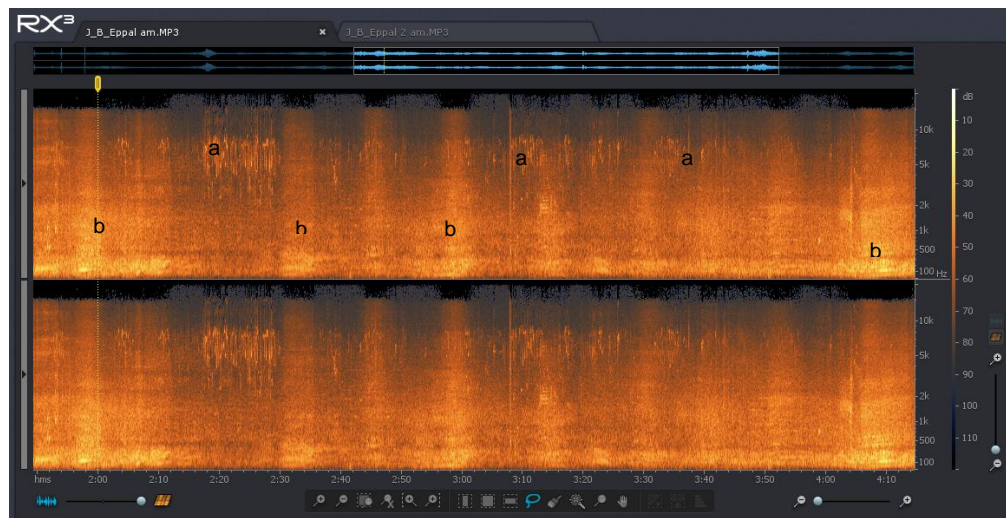 RX³
J_B_Eppal am.MP3 × J_B_Eppal 2 am.MP3
dB
10
10k
a a a
5k
20
30
2k
b b b b
1k
40
500
50
100 Hz
60
70
10k
80
5k
90
2k
100
1k
500
110
100
hms 2:00 2:10 2:20 2:30 2:40 2:50 3:00 3:10 3:20 3:30 3:40 3:50 4:10